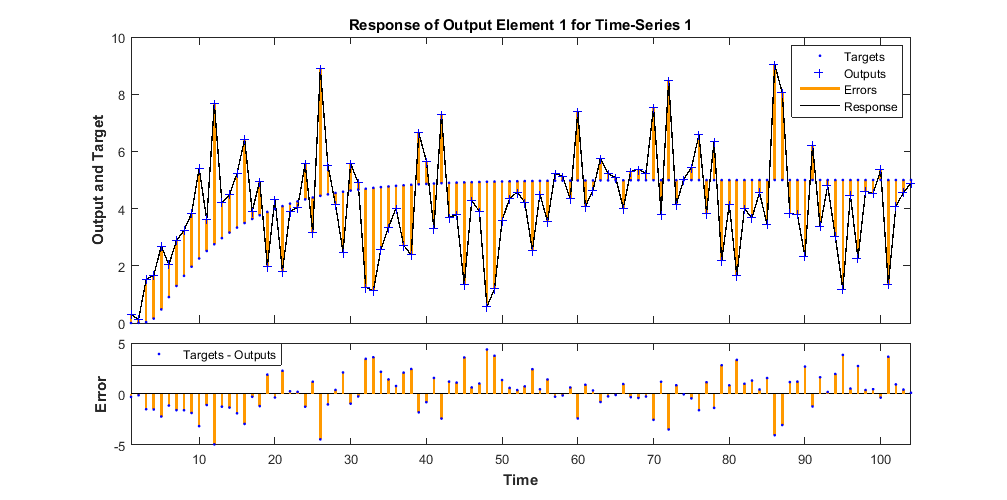 Response of Output Element 1 for Time-Series 1
Output and Target
10
8
6
4
2
0
Targets
Outputs
Errors
Response
Error
5
0
-5
Targets - Outputs
10 20 30 40 50 60 70 80 90 100
Time